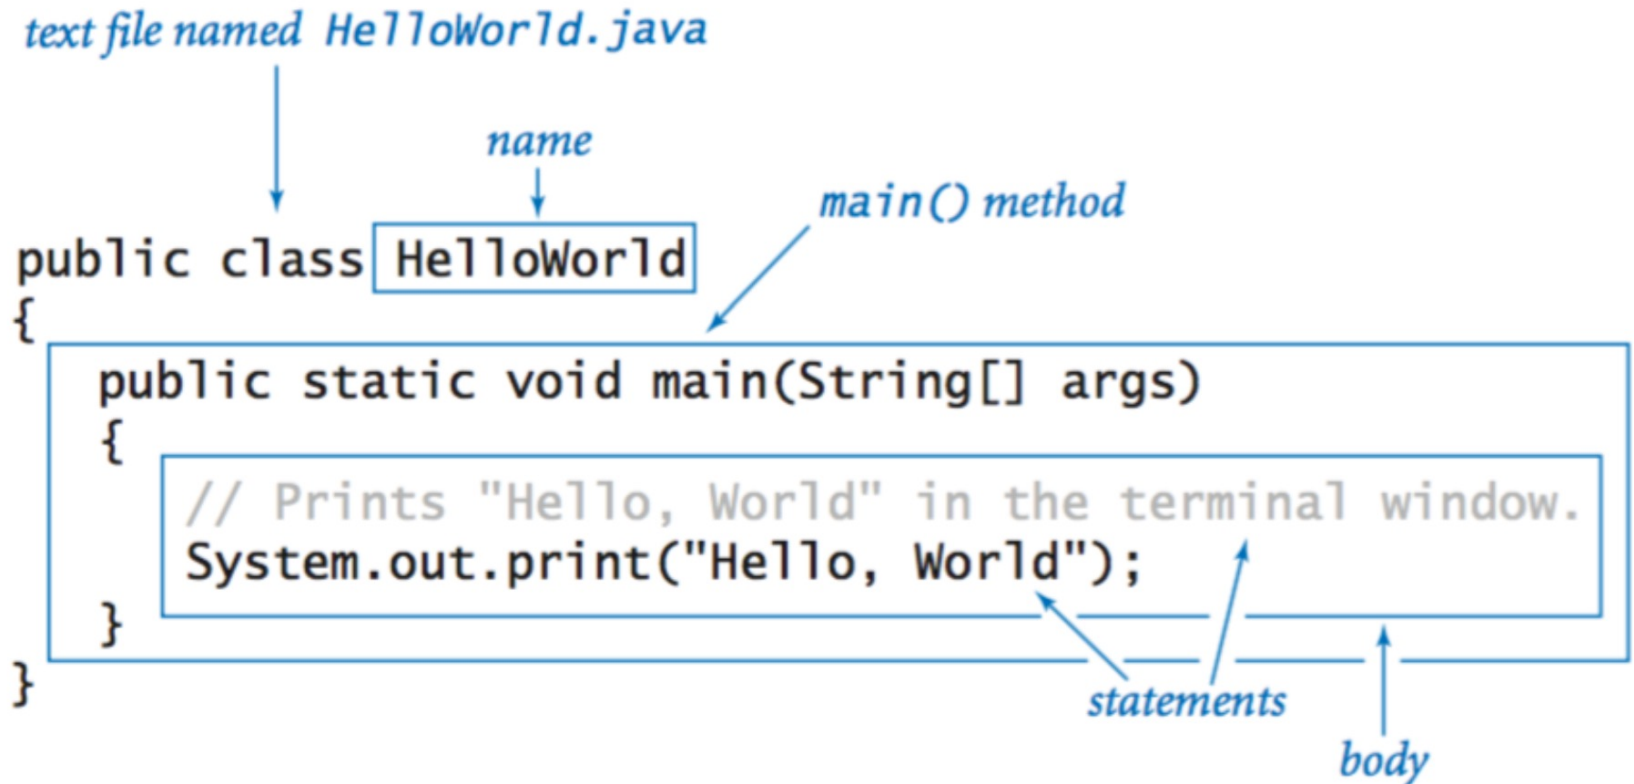 text file named HelloWorld.java
name
main() method
public class HelloWorld
{
public static void main(String[] args)
{
// Prints "Hello, World" in the terminal window.
System.out.print("Hello, World");
}
}
statements
body